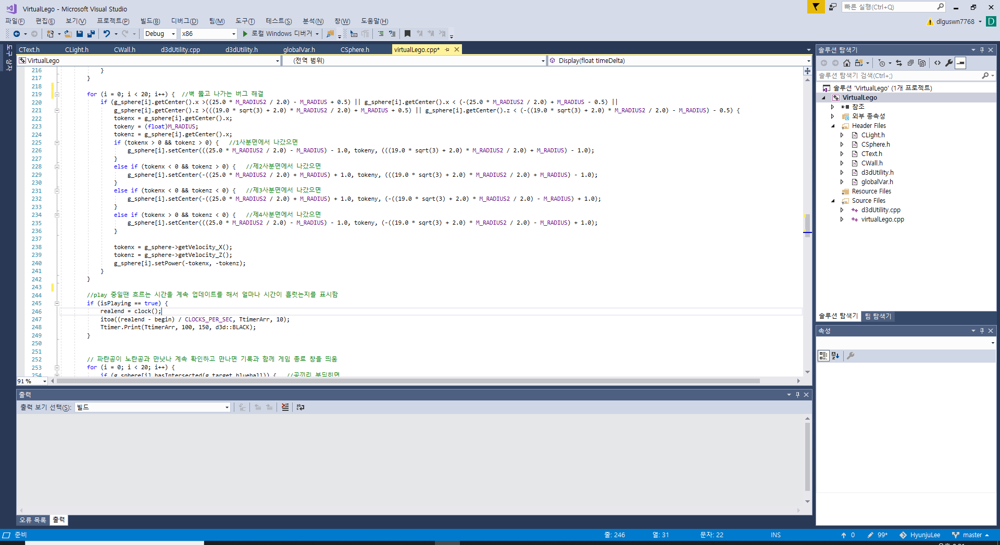 VirtualLego - Microsoft Visual Studio
빠른 실행(Ctrl+Q)
파일(F) 편집(E) 보기(V) 프로젝트(P) 빌드(B) 디버그(D) 팀(M) 도구(T) 테스트(S) 분석(N) 창(W) 도움말(H)
dlguswn7768 D
Debug x86 로컬 Windows 디버거
도구 상자
CText.h CLight.h CWall.h d3dUtility.cpp d3dUtility.h globalVar.h CSphere.h virtualLego.cpp*
VirtualLego (전역 범위) Display(float timeDelta)
216 }
217 }
218
219 for (i = 0; i < 20; i++) { //벽 뚫고 나가는 버그 해결
220 if (g_sphere[i].getCenter().x >((25.0 * M_RADIUS2 / 2.0) - M_RADIUS + 0.5) || g_sphere[i].getCenter().x < (-(25.0 * M_RADIUS2 / 2.0) + M_RADIUS - 0.5) ||
221 g_sphere[i].getCenter().z >(((19.0 * sqrt(3) + 2.0) * M_RADIUS2 / 2.0) + M_RADIUS + 0.5) || g_sphere[i].getCenter().z < (-((19.0 * sqrt(3) + 2.0) * M_RADIUS2 / 2.0) - M_RADIUS) - 0.5) {
222 tokenx = g_sphere[i].getCenter().x;
223 tokeny = (float)M_RADIUS;
224 tokenz = g_sphere[i].getCenter().x;
225 if (tokenx > 0 && tokenz > 0) { //1사분면에서 나갔으면
226 g_sphere[i].setCenter(((25.0 * M_RADIUS2 / 2.0) - M_RADIUS) - 1.0, tokeny, (((19.0 * sqrt(3) + 2.0) * M_RADIUS2 / 2.0) + M_RADIUS) - 1.0);
227 }
228 else if (tokenx < 0 && tokenz > 0) { //제2사분면에서 나갔으면
229 g_sphere[i].setCenter(-((25.0 * M_RADIUS2 / 2.0) + M_RADIUS) + 1.0, tokeny, (((19.0 * sqrt(3) + 2.0) * M_RADIUS2 / 2.0) + M_RADIUS) - 1.0);
230 }
231 else if (tokenx < 0 && tokenz < 0) { //제3사분면에서 나갔으면
232 g_sphere[i].setCenter(-((25.0 * M_RADIUS2 / 2.0) + M_RADIUS) + 1.0, tokeny, (-((19.0 * sqrt(3) + 2.0) * M_RADIUS2 / 2.0) - M_RADIUS) + 1.0);
233 }
234 else if (tokenx > 0 && tokenz < 0) { //제4사분면에서 나갔으면
235 g_sphere[i].setCenter(((25.0 * M_RADIUS2 / 2.0) - M_RADIUS) - 1.0, tokeny, (-((19.0 * sqrt(3) + 2.0) * M_RADIUS2 / 2.0) - M_RADIUS) + 1.0);
236 }
237
238 tokenx = g_sphere->getVelocity_X();
239 tokenz = g_sphere->getVelocity_Z();
240 g_sphere[i].setPower(-tokenx, -tokenz);
241 }
242 }
243
244 //play 중일땐 흐르는 시간을 계속 업데이트를 해서 얼마나 시간이 흘럿는지를 표시함
245 if (isPlaying == true) {
246 realend = clock();
247 itoa((realend - begin) / CLOCKS_PER_SEC, TtimerArr, 10);
248 Ttimer.Print(TtimerArr, 100, 150, d3d::BLACK);
249 }
250
251
252 // 파란공이 노란공과 만낫나 계속 확인하고 만나면 기록과 함께 게임 종료 창을 띄움
253 for (i = 0; i < 20; i++) {
254 if (g_sphere[i].hasIntersected(g_target_blueball)) { //공끼리 부딪히면
91 %
출력
출력 보기 선택(S): 빌드
오류 목록 출력
솔루션 탐색기
솔루션 탐색기 검색(Ctrl+;)
솔루션 'VirtualLego' (1개 프로젝트)
VirtualLego
참조
외부 종속성
Header Files
CLight.h
CSphere.h
CText.h
CWall.h
d3dUtility.h
globalVar.h
Resource Files
Source Files
d3dUtility.cpp
virtualLego.cpp
솔루션 탐색기 팀 탐색기
속성
준비 줄: 246 열: 31 문자: 22 INS 0 99* HyunjuLee master